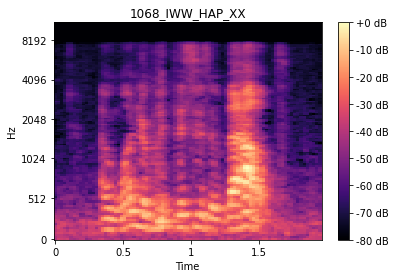 1068_IWW_HAP_XX
+0 dB
8192
-10 dB
4096
-20 dB
-30 dB
2048
Hz
-40 dB
1024
-50 dB
512
-60 dB
-70 dB
0
-80 dB
0
0.5
1
1.5
Time